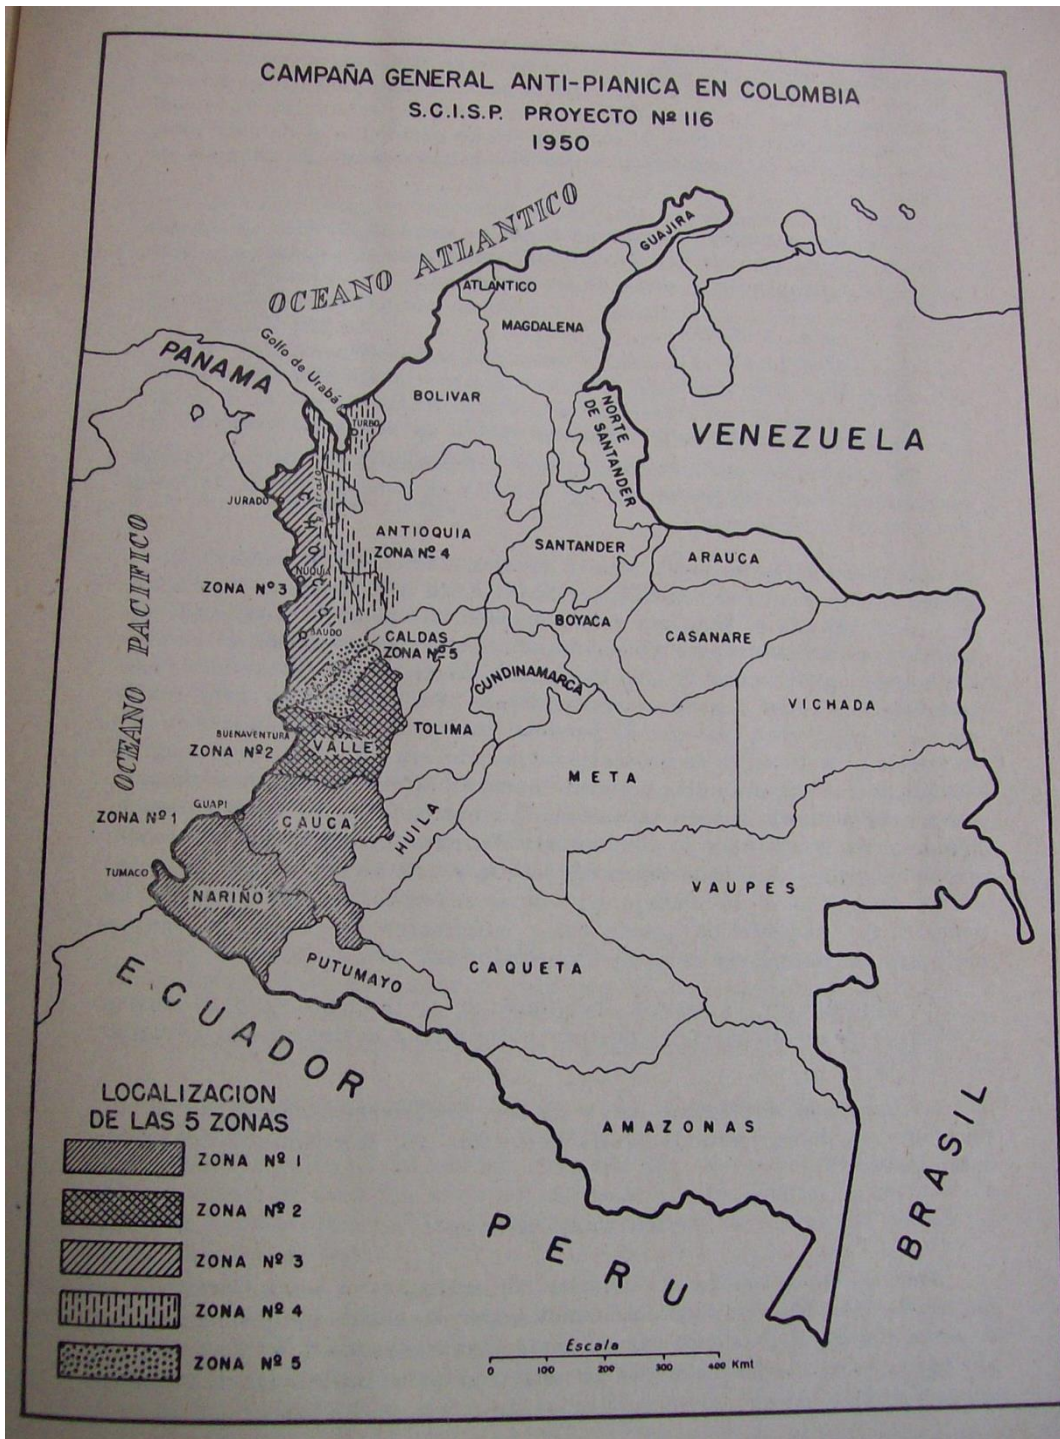 CAMPAÑA GENERAL ANTI-PIANICA EN COLOMBIA
S.C.I.S.P. PROYECTO Nº 116
1950
OCEANO ATLANTICO
GUAJIRA
ATLANTICO
MAGDALENA
PANAMA
Golfo de Urabá
BOLIVAR
TURBO
NORTE
DE SANTANDER
VENEZUELA
JURADO
ANTIOQUIA
ZONA Nº 4
SANTANDER
ARAUCA
OCEANO PACIFICO
ZONA Nº 3
NUQUI
BAUDO
BOYACA
CASANARE
CALDAS
ZONA Nº 5
CUNDINAMARCA
VICHADA
BUENAVENTURA
ZONA Nº 2
VALLE
TOLIMA
META
GUAPI
ZONA Nº 1
CAUCA
HUILA
TUMACO
NARIÑO
VAUPES
PUTUMAYO
CAQUETA
ECUADOR
AMAZONAS
BRASIL
PERU
LOCALIZACION
DE LAS 5 ZONAS
ZONA Nº 1
ZONA Nº 2
ZONA Nº 3
ZONA Nº 4
ZONA Nº 5
Escala
0 100 200 300 400 Kmt